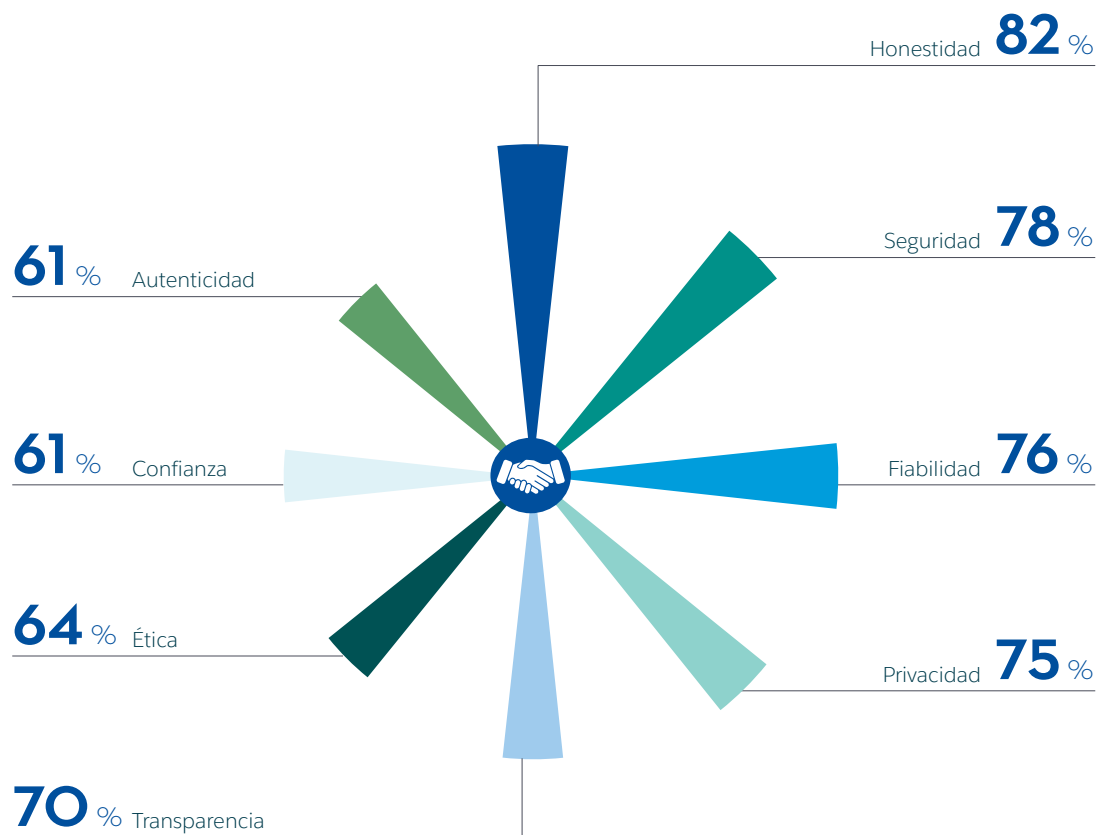 Honestidad 82 %
Seguridad 78 %
Fiabilidad 76 %
Privacidad 75 %
70 % Transparencia
64 % Ética
61 % Confianza
61 % Autenticidad